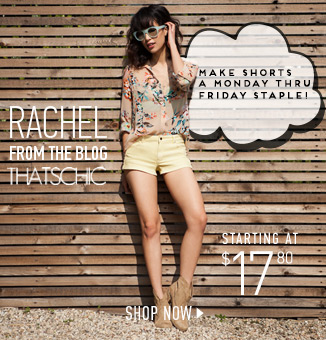 MAKE SHORTS
A MONDAY THRU
FRIDAY STAPLE!
RACHEL
FROM THE BLOG
THATSCHIC
STARTING AT
$17.80
SHOP NOW